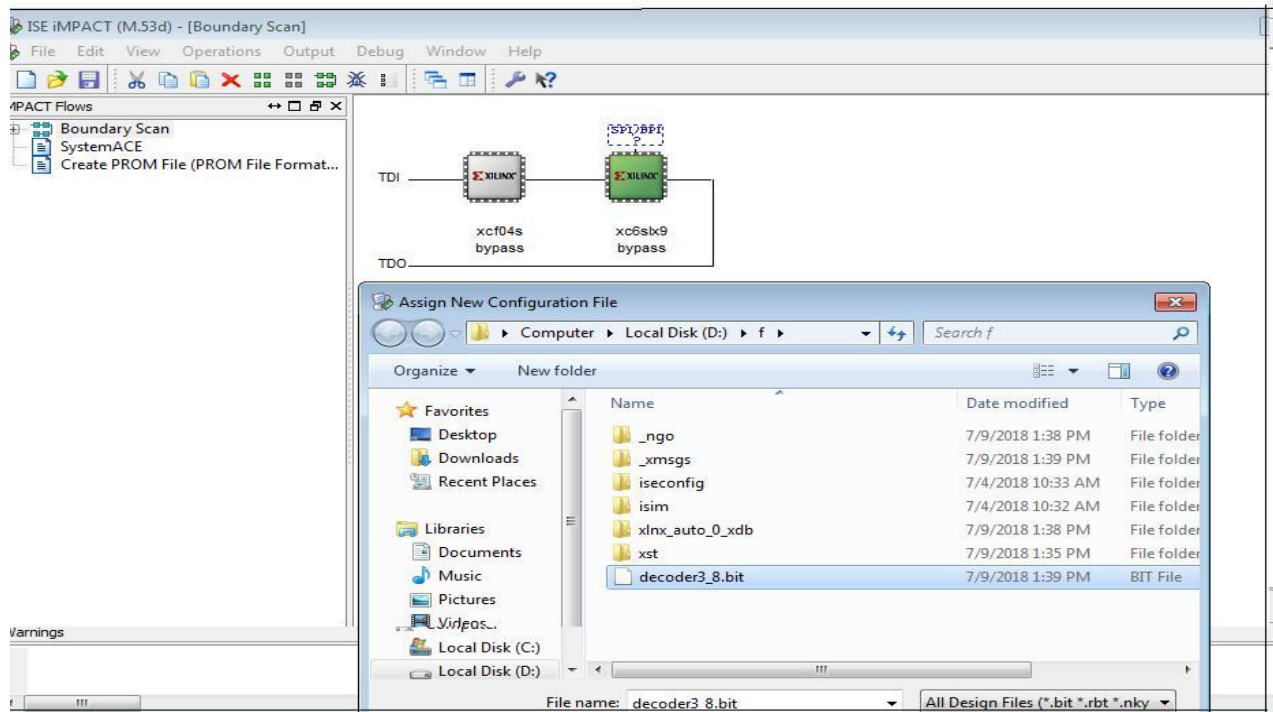 ISE iMPACT (M.53d) - [Boundary Scan]
File Edit View Operations Output Debug Window Help
MPACT Flows
Boundary Scan
SystemACE
Create PROM File (PROM File Format...
SPI/BPI
?
TDI
XILINX
XILINX
xcf04s
bypass
xc6slx9
bypass
TDO
Assign New Configuration File
Computer Local Disk (D:) f
Search f
Organize New folder
Favorites
Desktop
Downloads
Recent Places
Libraries
Documents
Music
Pictures
Videos
Local Disk (C:)
Local Disk (D:)
Name Date modified Type
_ngo 7/9/2018 1:38 PM File folder
_xmsgs 7/9/2018 1:39 PM File folder
iseconfig 7/4/2018 10:33 AM File folder
isim 7/4/2018 10:32 AM File folder
xlnx_auto_0_xdb 7/9/2018 1:38 PM File folder
xst 7/9/2018 1:35 PM File folder
decoder3_8.bit 7/9/2018 1:39 PM BIT File
File name: decoder3_8.bit All Design Files (*.bit *.rbt *.nky
Warnings